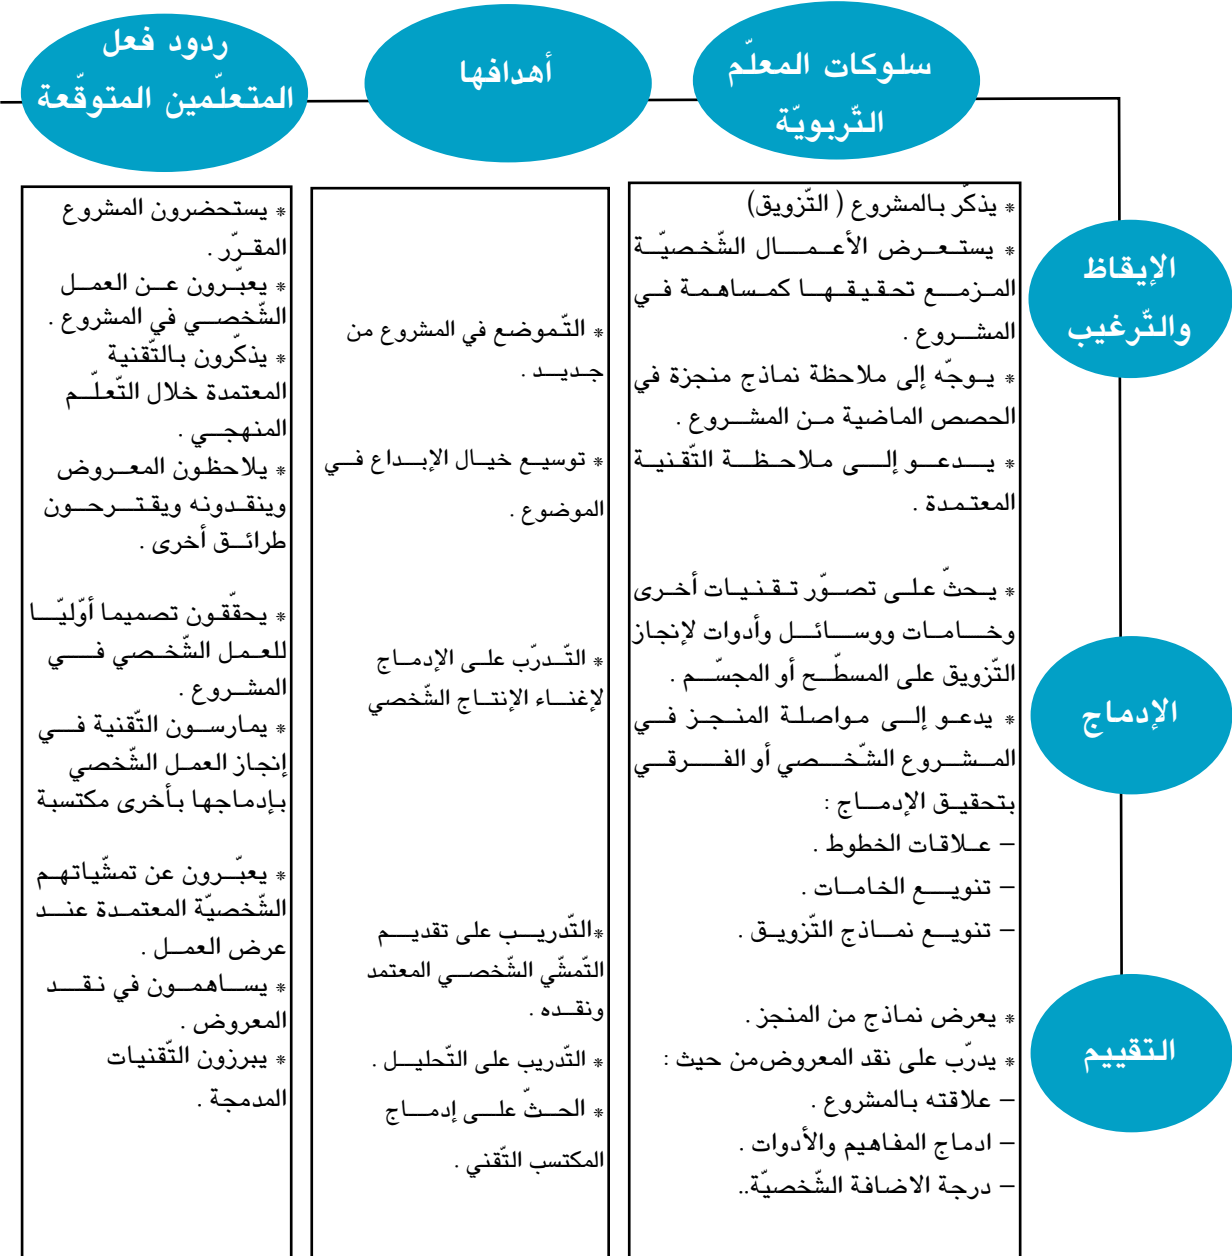 سلوكات المعلّم
التّربويّة
أهدافها
ردود فعل
المتعلّمين المتوقّعة
الإيقاظ
والتّرغيب
* يذكّر بالمشروع ( التّزويق)
* يستعرض الأعمال الشّخصيّة
المزمع تحقيقها كمساهمة في
المشروع .
* يوجّه إلى ملاحظة نماذج منجزة في
الحصص الماضية من المشروع .
* يدعو إلى ملاحظة التّقنية
المعتمدة .
* التّموضع في المشروع من
جديد .
* توسيع خيال الإبداع في
الموضوع .
* يستحضرون المشروع
المقرّر .
* يعبّرون عن العمل
الشّخصي في المشروع .
* يذكّرون بالتّقنية
المعتمدة خلال التّعلّم
المنهجي .
* يلاحظون المعروض
وينقدونه ويقترحون
طرائق أخرى .
الإدماج
* يحثّ على تصوّر تقنيات أخرى
وخامات ووسائل وأدوات لإنجاز
التّزويق على المسطّح أو المجسّم .
* يدعو إلى مواصلة المنجز في
المشروع الشّخصي أو الفرقي
بتحقيق الإدماج :
– علاقات الخطوط .
– تنويع الخامات .
– تنويع نماذج التّزويق .
* التّدرّب على الإدماج
لإغناء الإنتاج الشّخصي
* يحقّقون تصميما أوّليّا
للعمل الشّخصي في
المشروع .
* يمارسون التّقنية في
إنجاز العمل الشّخصي
بإدماجها بأخرى مكتسبة
التقييم
* يعرض نماذج من المنجز .
* يدرّب على نقد المعروض من حيث :
– علاقته بالمشروع .
– ادماج المفاهيم والأدوات .
– درجة الاضافة الشّخصيّة..
*التّدريب على تقديم
التّمشّي الشّخصي المعتمد
ونقده .
* التّدريب على التّحليل .
* الحثّ على إدماج
المكتسب التّقني .
* يعبّرون عن تمشّياتهم
الشّخصيّة المعتمدة عند
عرض العمل .
* يساهمون في نقد
المعروض .
* يبرزون التّقنيات
المدمجة .